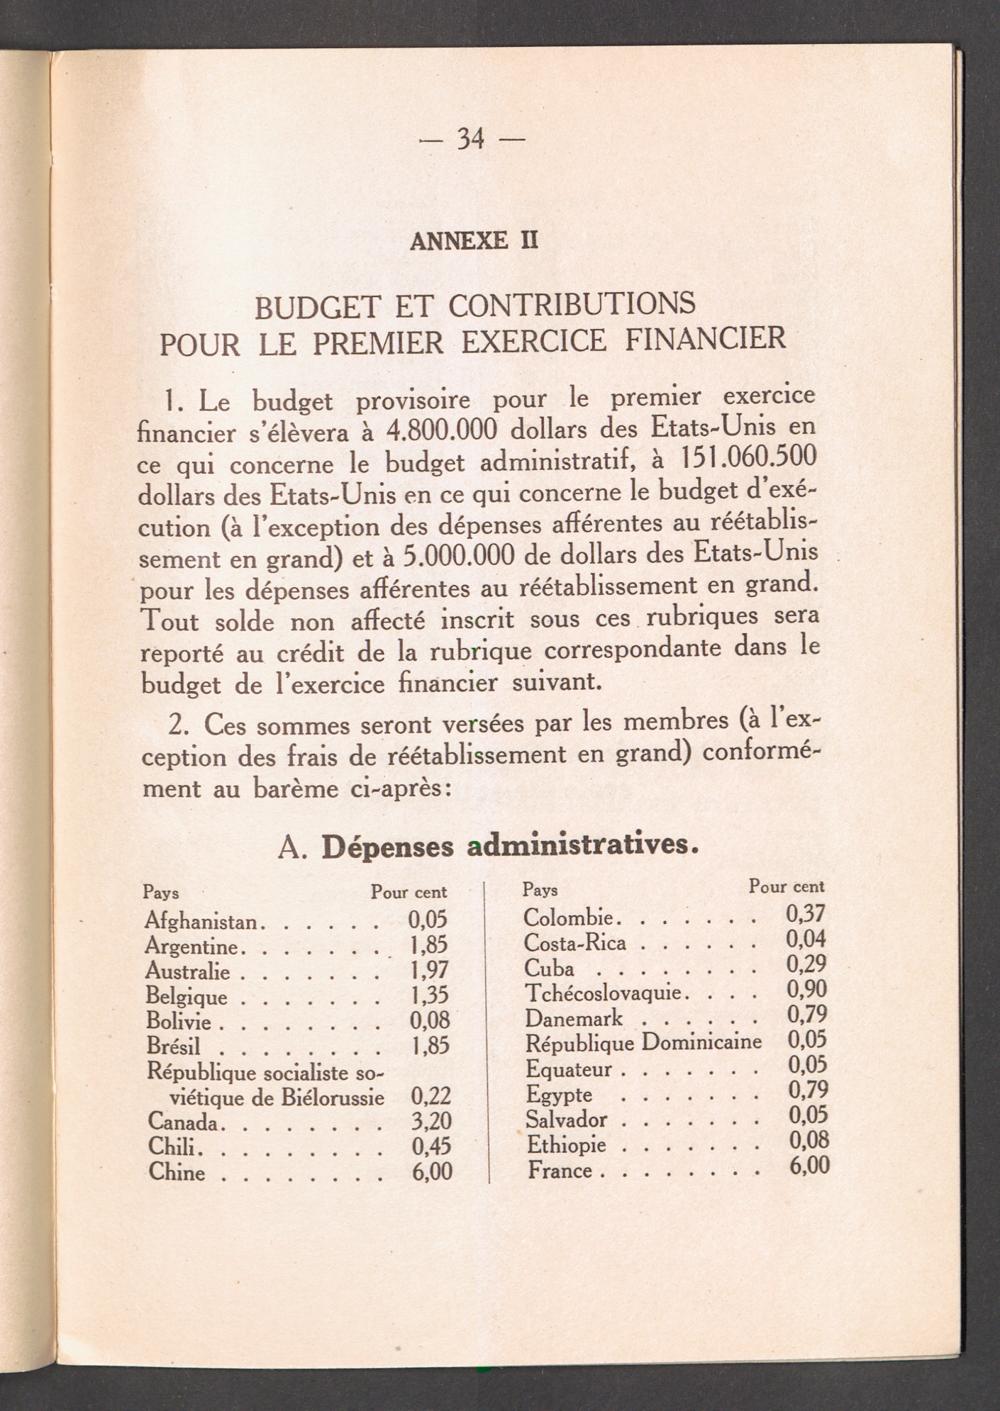 — 34 —
ANNEXE II
BUDGET ET CONTRIBUTIONS
POUR LE PREMIER EXERCICE FINANCIER
1. Le budget provisoire pour le premier exercice
financier s'élèvera à 4.800.000 dollars des Etats-Unis en
ce qui concerne le budget administratif, à 151.060.500
dollars des Etats-Unis en ce qui concerne le budget d'exé-
cution (à l'exception des dépenses afférentes au réétablis-
sement en grand) et à 5.000.000 de dollars des Etats-Unis
pour les dépenses afférentes au réétablissement en grand.
Tout solde non affecté inscrit sous ces rubriques sera
reporté au crédit de la rubrique correspondante dans le
budget de l'exercice financier suivant.
2. Ces sommes seront versées par les membres (à l'ex-
ception des frais de réétablissement en grand) conformé-
ment au barème ci-après:
A. Dépenses administratives.
Pays Pour cent
Afghanistan. . . . . . 0,05
Argentine. . . . . . . 1,85
Australie . . . . . . . 1,97
Belgique . . . . . . . 1,35
Bolivie . . . . . . . . 0,08
Brésil . . . . . . . . 1,85
République socialiste so-
viétique de Biélorussie 0,22
Canada. . . . . . . . 3,20
Chili. . . . . . . . . 0,45
Chine . . . . . . . . 6,00
Pays Pour cent
Colombie. . . . . . . 0,37
Costa-Rica . . . . . . 0,04
Cuba . . . . . . . . 0,29
Tchécoslovaquie. . . . 0,90
Danemark . . . . . . 0,79
République Dominicaine 0,05
Equateur . . . . . . . 0,05
Egypte . . . . . . . 0,79
Salvador . . . . . . . 0,05
Ethiopie . . . . . . . 0,08
France . . . . . . . . 6,00